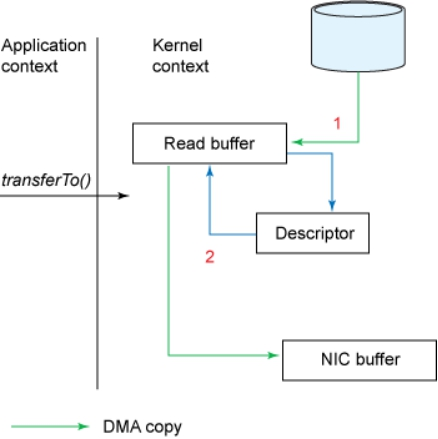 Application
context
Kernel
context
1
Read buffer
transferTo()
Descriptor
2
NIC buffer
DMA copy